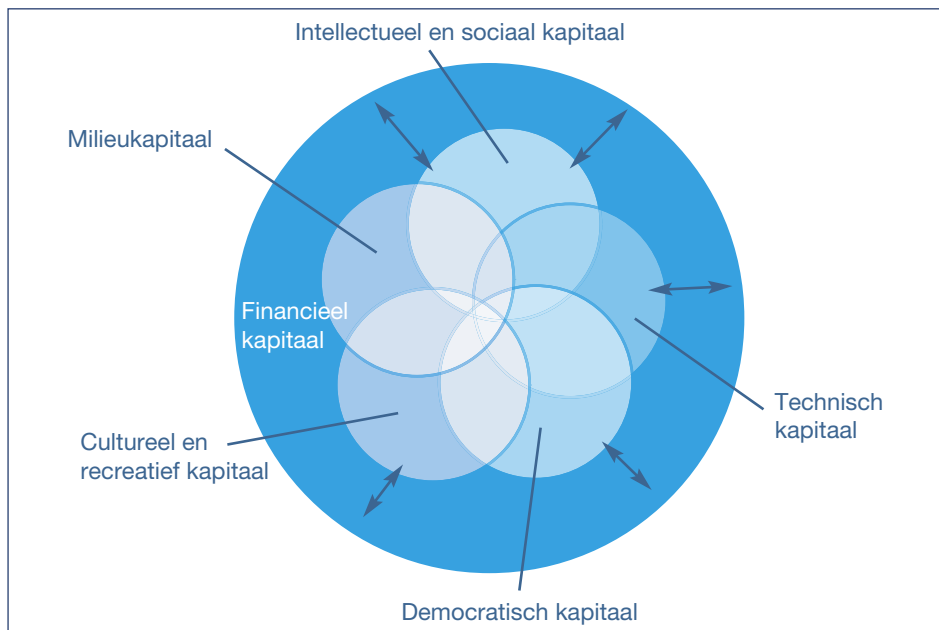 Intellectueel en sociaal kapitaal
Milieukapitaal
Financieel
kapitaal
Technisch
kapitaal
Cultureel en
recreatief kapitaal
Democratisch kapitaal